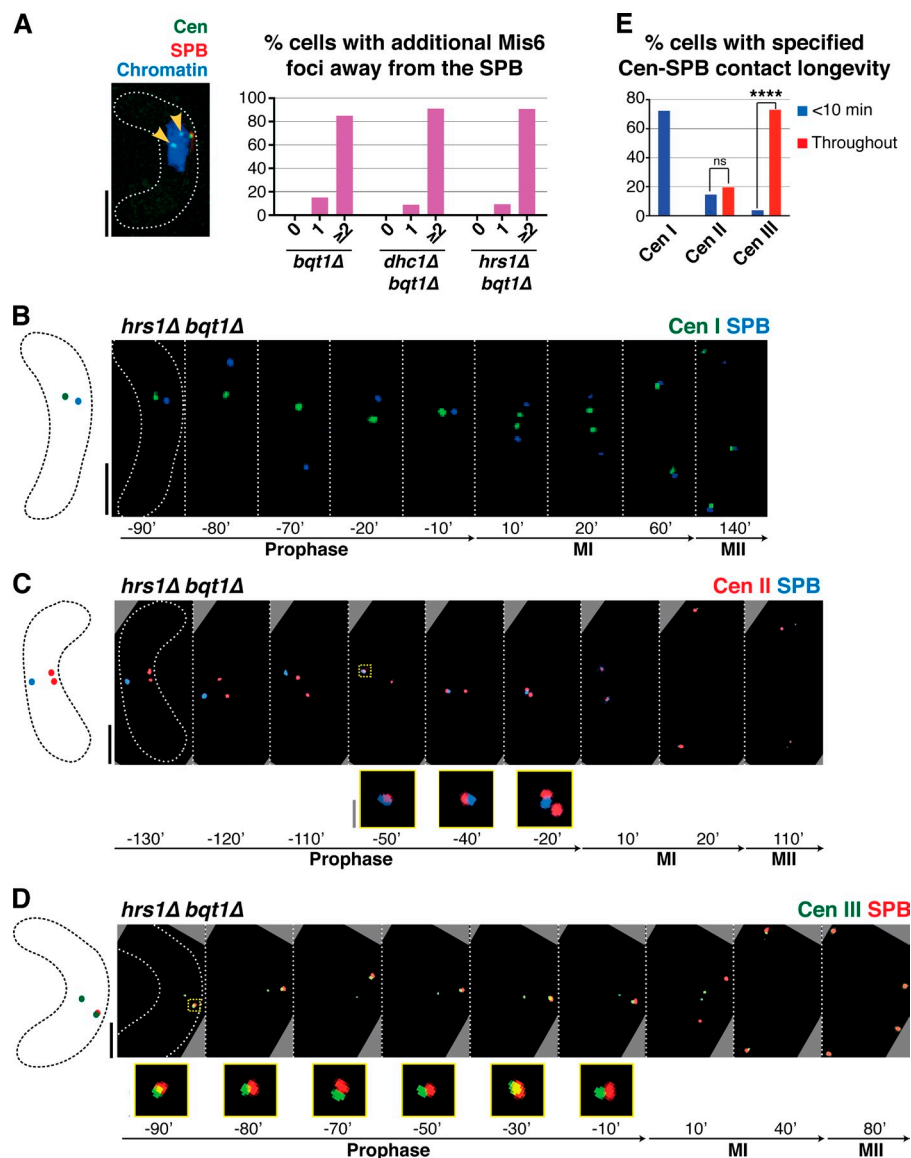 A
Cen
SPB
Chromatin
% cells with additional Mis6
foci away from the SPB
100
80
60
40
20
0
0 1 ≥2 0 1 ≥2 0 1 ≥2
bqt1Δ dhc1Δ hrs1Δ
bqt1Δ bqt1Δ
E
% cells with specified
Cen-SPB contact longevity
80
60
40
20
0
ns
****
<10 min
Throughout
Cen I Cen II Cen III
B
hrs1Δ bqt1Δ
Cen I SPB
-90' -80' -70' -20' -10' 10' 20' 60' 140'
Prophase MI MII
C
hrs1Δ bqt1Δ
Cen II SPB
-130' -120' -110' -50' -40' -20' 10' 20' 110'
Prophase MI MII
D
hrs1Δ bqt1Δ
Cen III SPB
-90' -80' -70' -50' -30' -10' 10' 40' 80'
Prophase MI MII